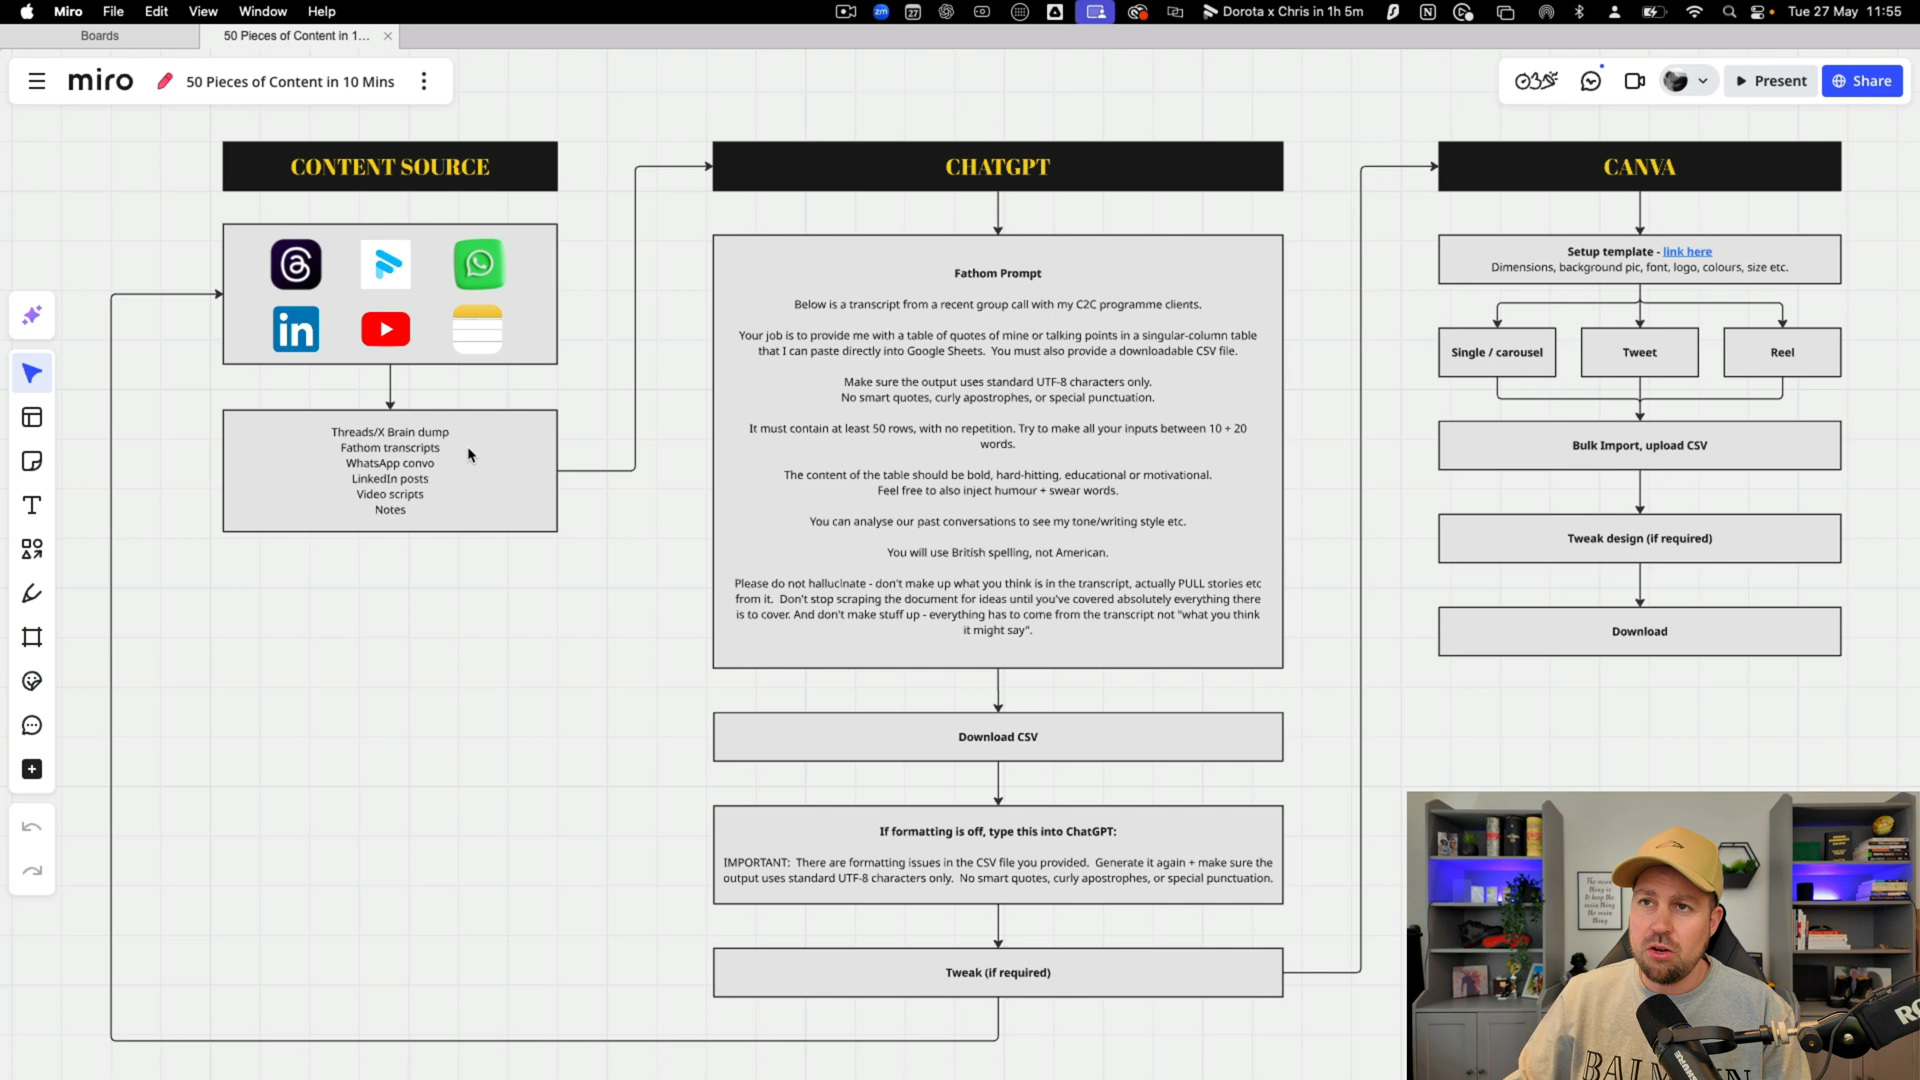 Miro File Edit View Window Help
zm 27 Dorota x Chris in 1h 5m Tue 27 May 11:55
Boards
50 Pieces of Content in 1...
miro
50 Pieces of Content in 10 Mins
Present
Share
CONTENT SOURCE
in
Threads/X Brain dump
Fathom transcripts
WhatsApp convo
LinkedIn posts
Video scripts
Notes
CHATGPT
Fathom Prompt
Below is a transcript from a recent group call with my C2C programme clients.
Your job is to provide me with a table of quotes of mine or talking points in a singular-column table
that I can paste directly into Google Sheets. You must also provide a downloadable CSV file.
Make sure the output uses standard UTF-8 characters only.
No smart quotes, curly apostrophes, or special punctuation.
It must contain at least 50 rows, with no repetition. Try to make all your inputs between 10 + 20
words.
The content of the table should be bold, hard-hitting, educational or motivational.
Feel free to also inject humour + swear words.
You can analyse our past conversations to see my tone/writing style etc.
You will use British spelling, not American.
Please do not hallucinate - don't make up what you think is in the transcript, actually PULL stories etc
from it. Don't stop scraping the document for ideas until you've covered absolutely everything there
is to cover. And don't make stuff up - everything has to come from the transcript not "what you think
it might say".
Download CSV
If formatting is off, type this into ChatGPT:
IMPORTANT: There are formatting issues in the CSV file you provided. Generate it again + make sure the
output uses standard UTF-8 characters only. No smart quotes, curly apostrophes, or special punctuation.
Tweak (if required)
CANVA
Setup template - link here
Dimensions, background pic, font, logo, colours, size etc.
Single / carousel
Tweet
Reel
Bulk Import, upload CSV
Tweak design (if required)
Download
The main
thing is
to keep the
main thing
the main
thing